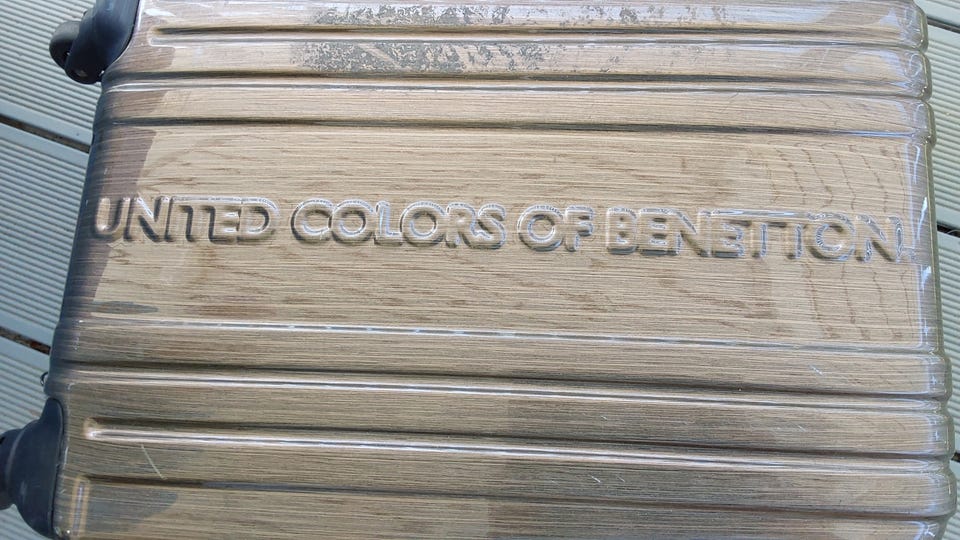 UNITED COLORS OF BENETTON.